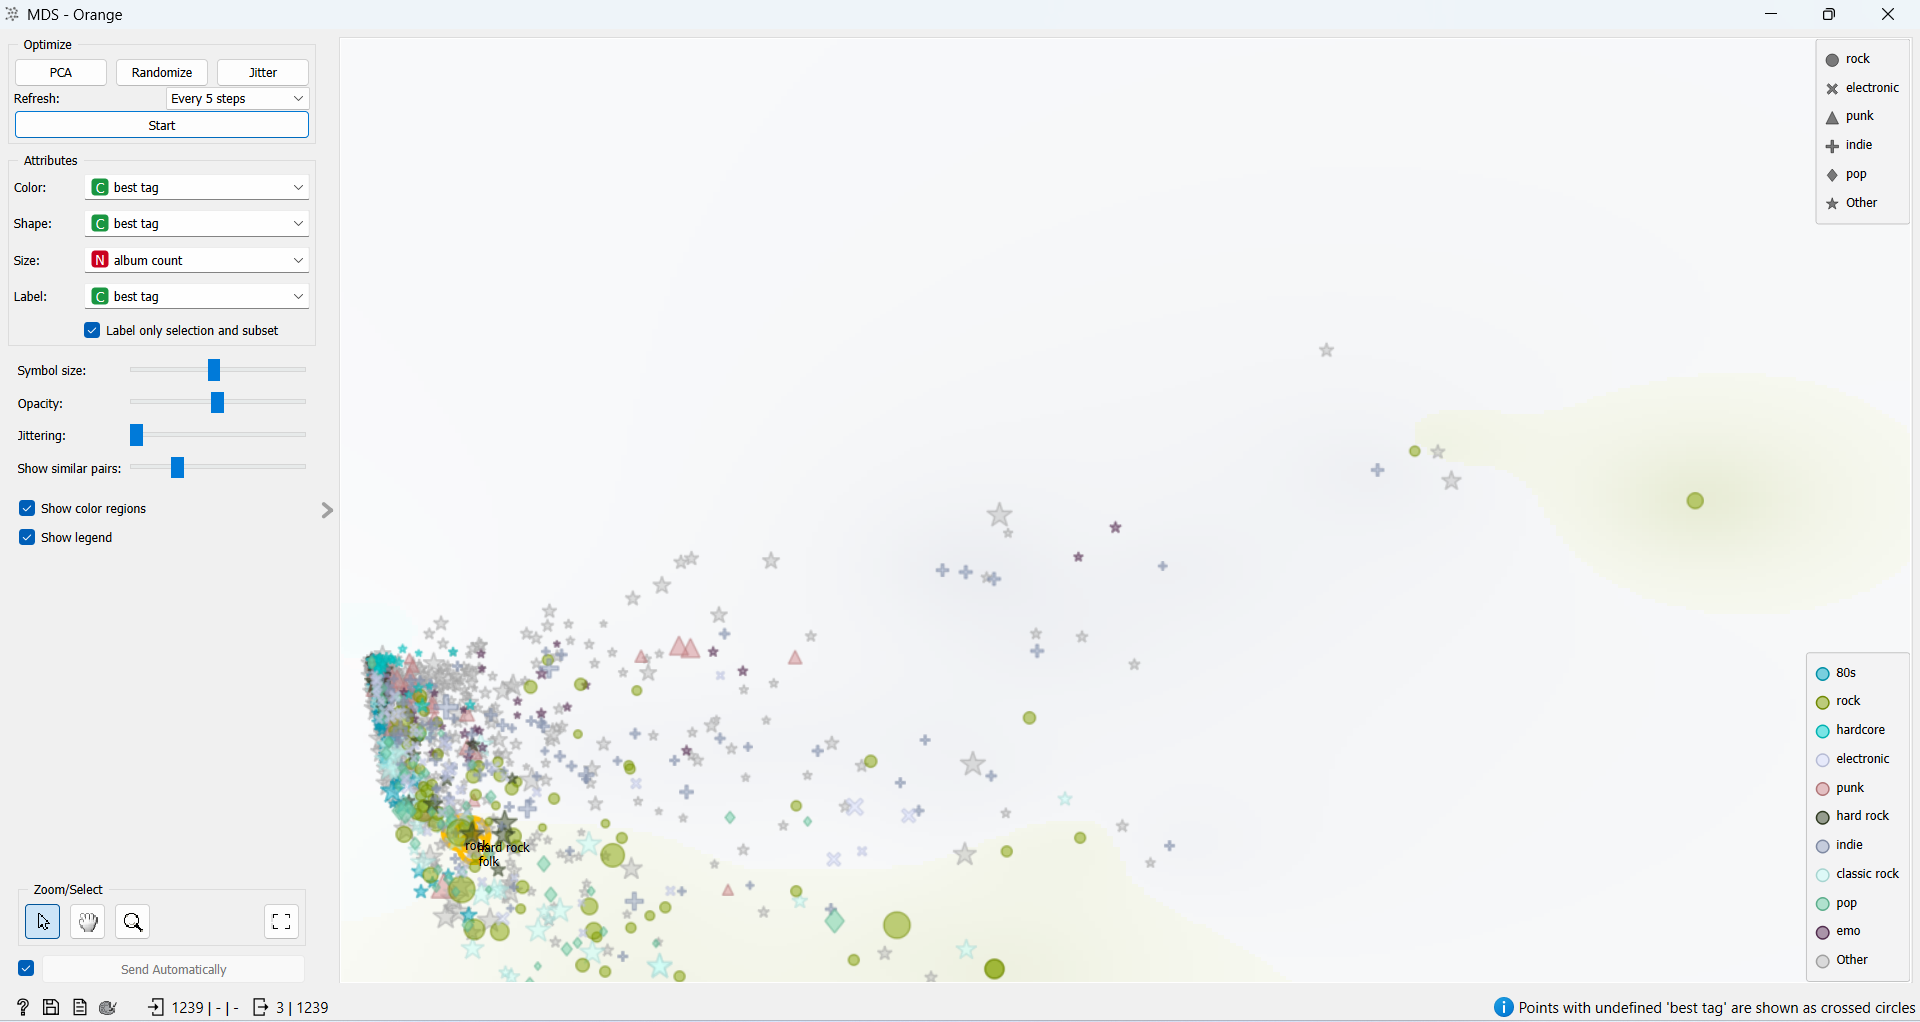 MDS - Orange
Optimize
PCA
Randomize
Jitter
Refresh:
Every 5 steps
Start
Attributes
Color:
C best tag
Shape:
C best tag
Size:
N album count
Label:
C best tag
Label only selection and subset
Symbol size:
Opacity:
Jittering:
Show similar pairs:
Show color regions
Show legend
Zoom/Select
Send Automatically
? 1239 | - | - 3 | 1239
rock
electronic
punk
indie
pop
Other
rock
hard rock
folk
80s
rock
hardcore
electronic
punk
hard rock
indie
classic rock
pop
emo
Other
i Points with undefined 'best tag' are shown as crossed circles